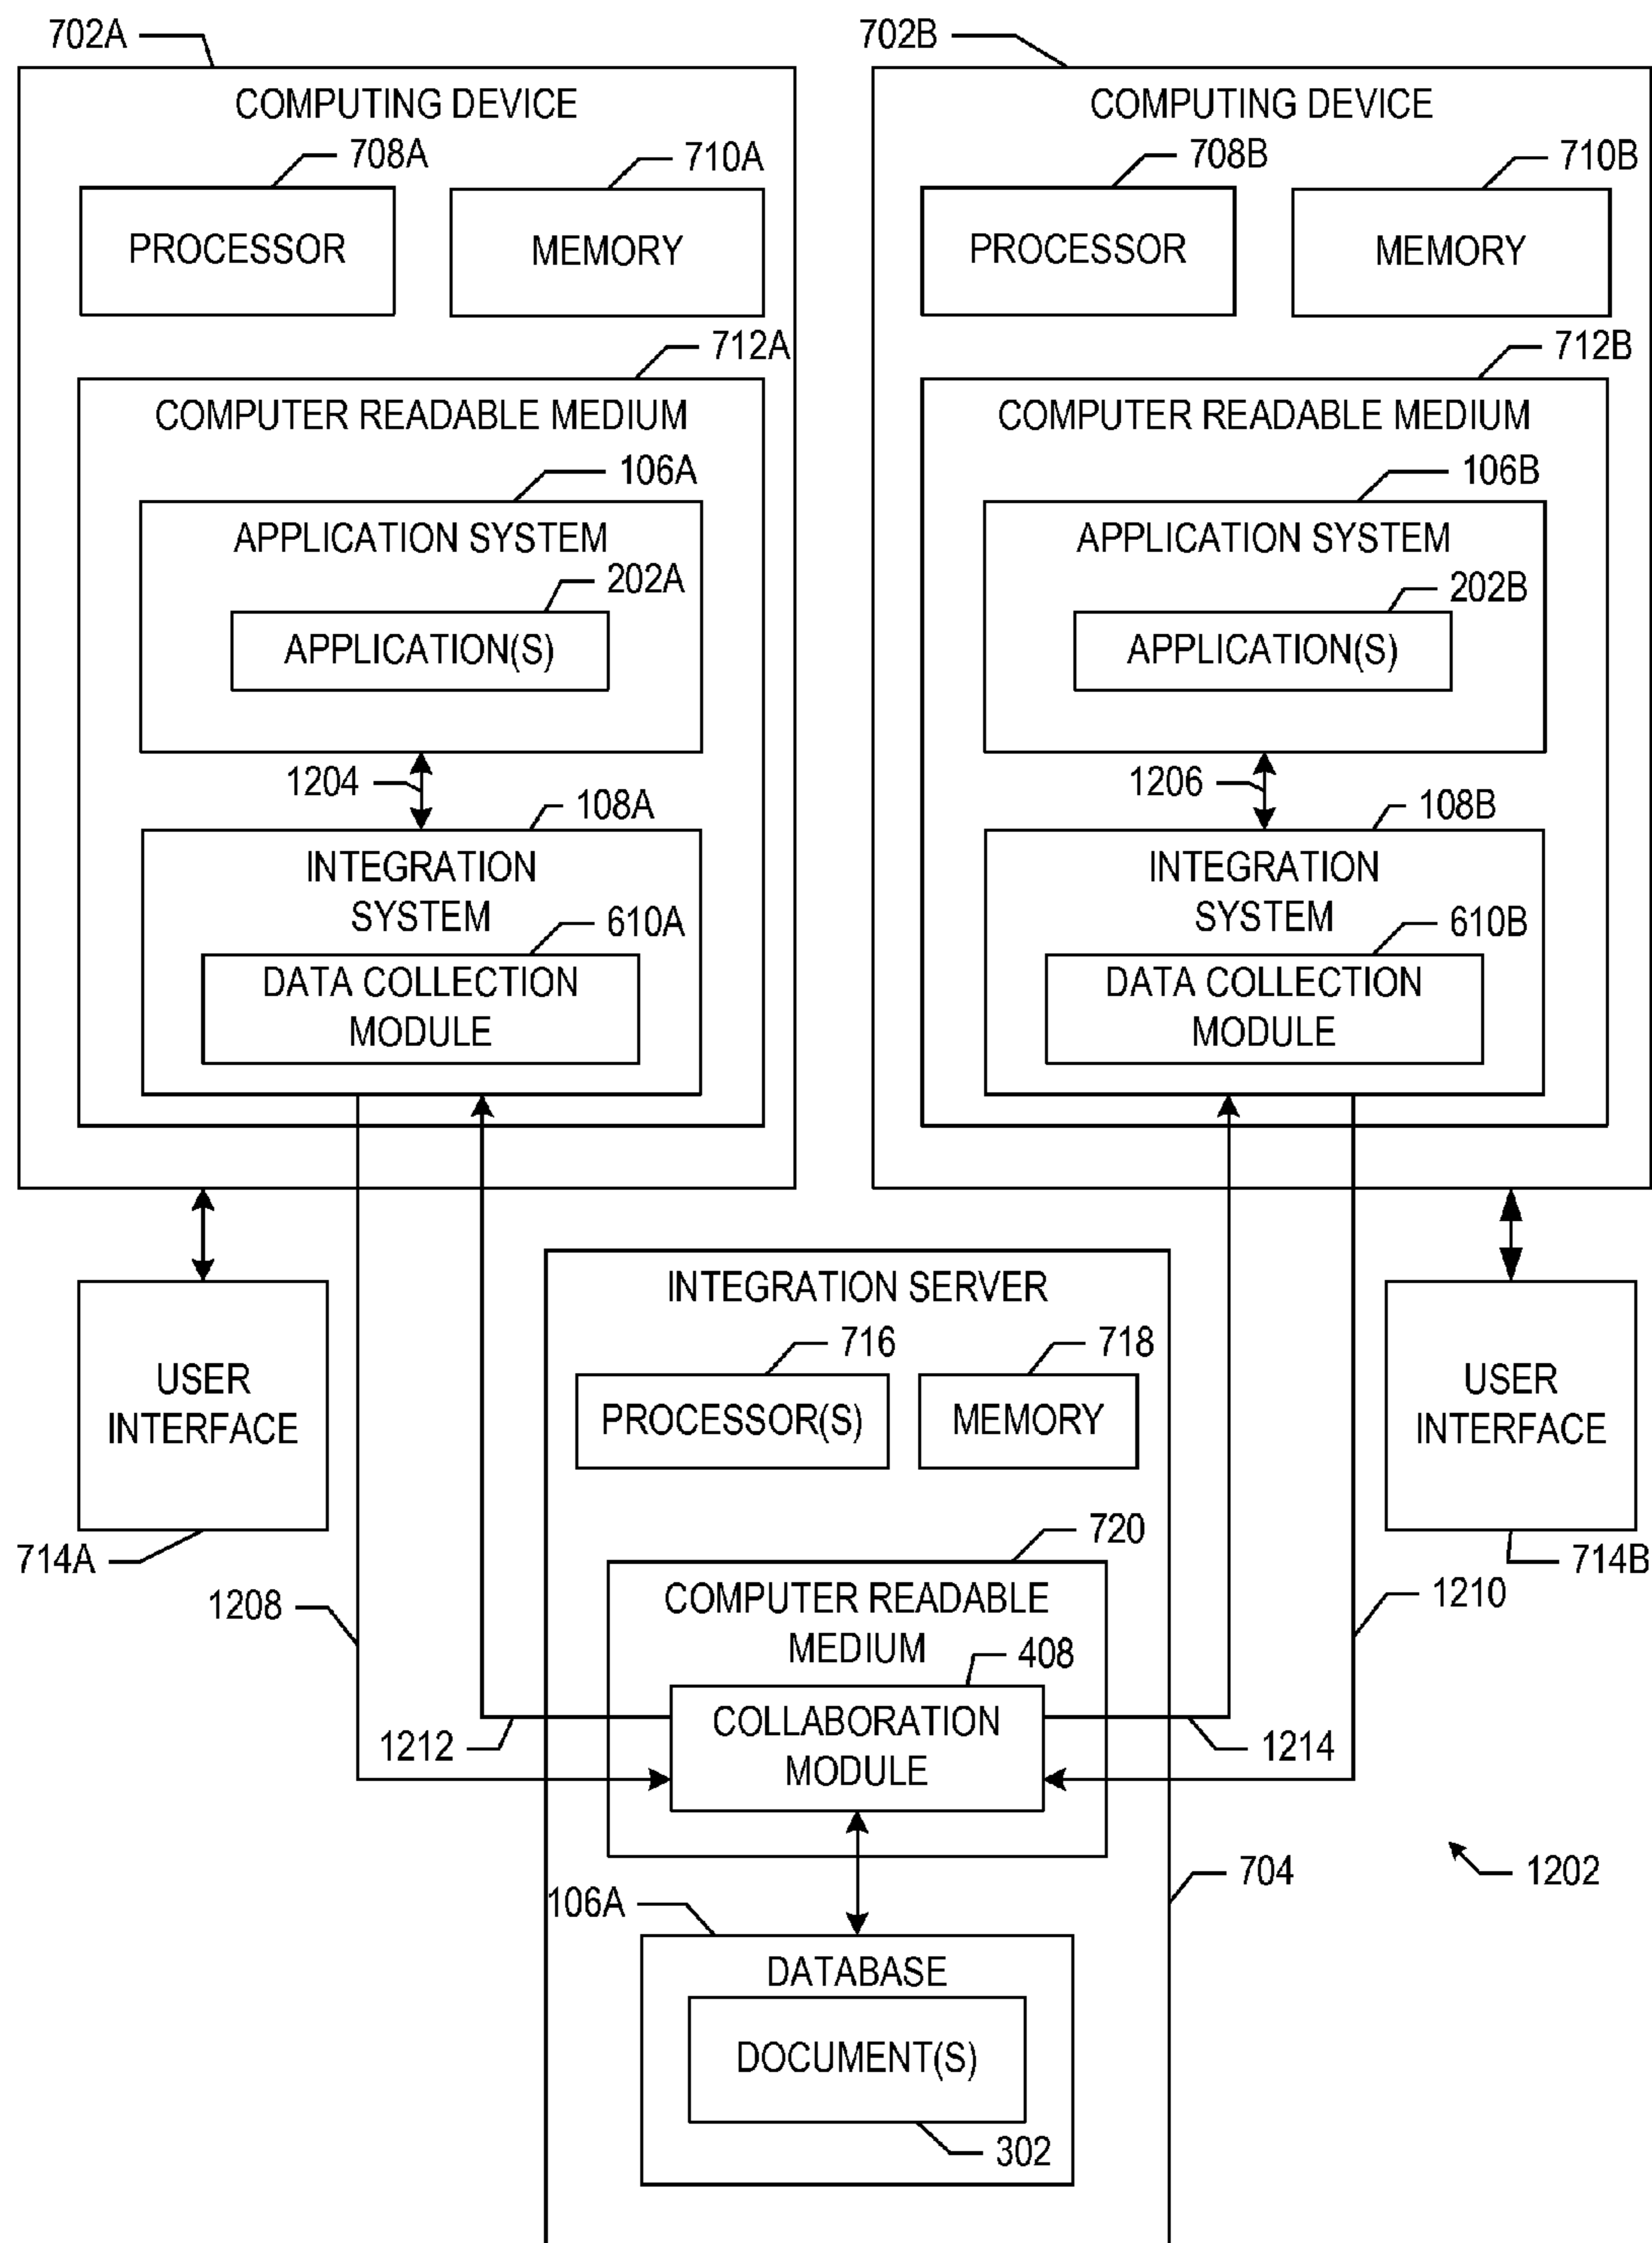 702A
702B
COMPUTING DEVICE
COMPUTING DEVICE
708A
710A
708B
710B
PROCESSOR
MEMORY
PROCESSOR
MEMORY
712A
712B
COMPUTER READABLE MEDIUM
COMPUTER READABLE MEDIUM
106A
106B
APPLICATION SYSTEM
APPLICATION SYSTEM
202A
202B
APPLICATION(S)
APPLICATION(S)
1204
1206
108A
108B
INTEGRATION
SYSTEM
INTEGRATION
SYSTEM
610A
610B
DATA COLLECTION
MODULE
DATA COLLECTION
MODULE
INTEGRATION SERVER
716
718
USER
INTERFACE
PROCESSOR(S)
MEMORY
USER
INTERFACE
714A
720
714B
1208
COMPUTER READABLE
MEDIUM
1210
408
1212
COLLABORATION
MODULE
1214
704
1202
106A
DATABASE
DOCUMENT(S)
302